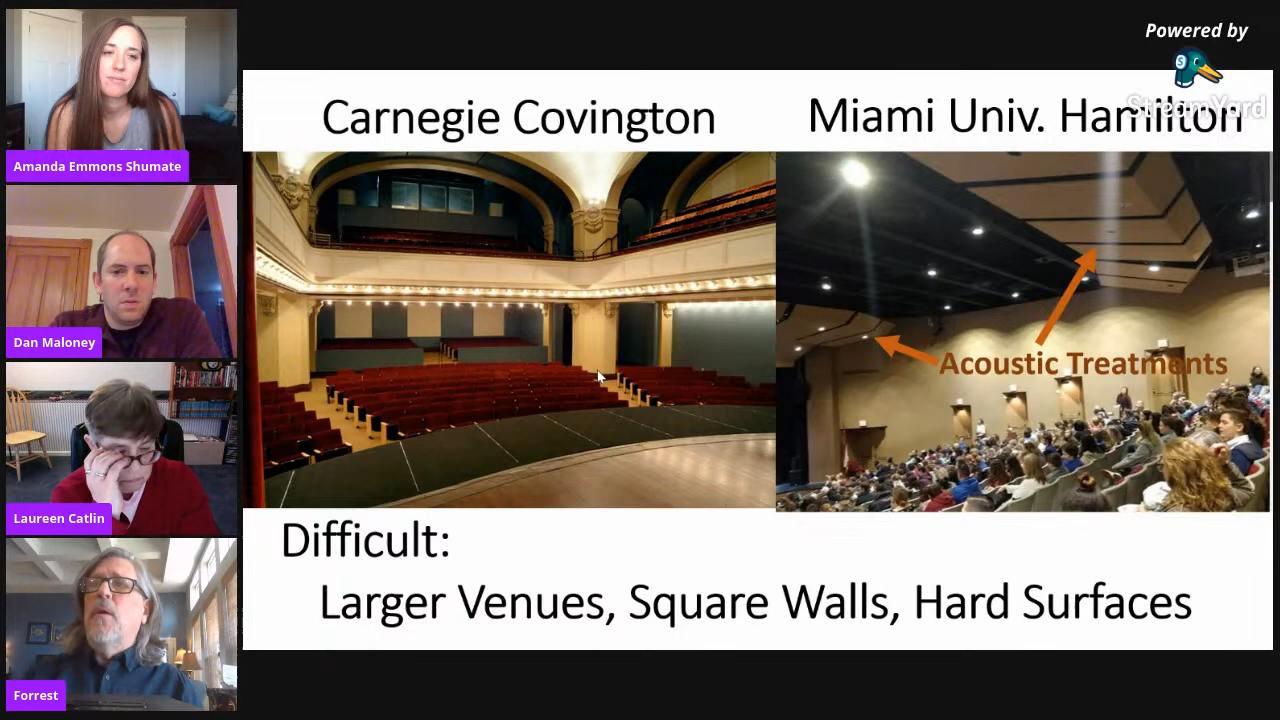 Powered by
StreamYard
Amanda Emmons Shumate
Dan Maloney
Laureen Catlin
Forrest
Carnegie Covington
Miami Univ. Hamilton
Acoustic Treatments
Difficult:
Larger Venues, Square Walls, Hard Surfaces